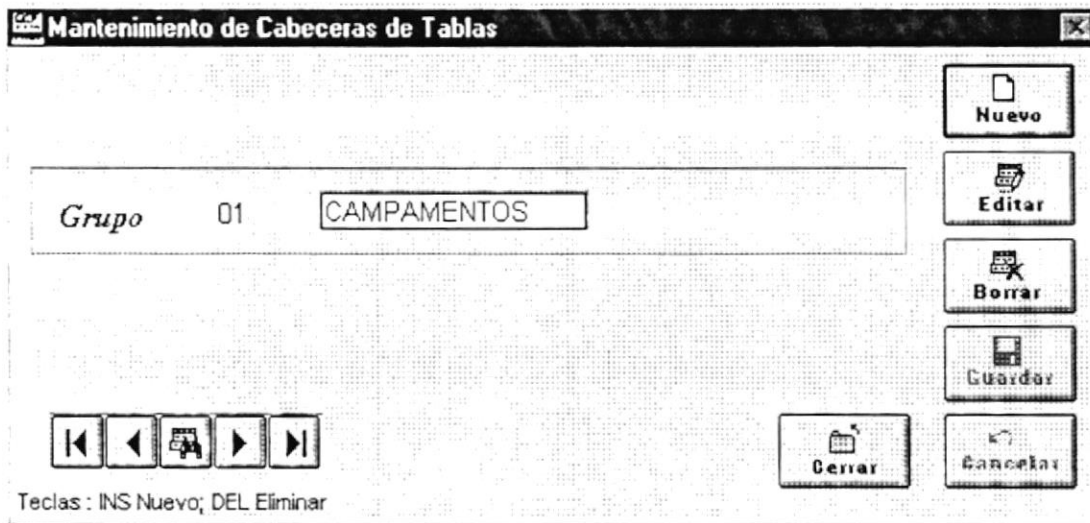 Mantenimiento de Cabeceras de Tablas
Nuevo
Editar
Grupo 01 CAMPAMENTOS
Borrar
Guardar
Cerrar
Cancelar
Teclas : INS Nuevo; DEL Eliminar